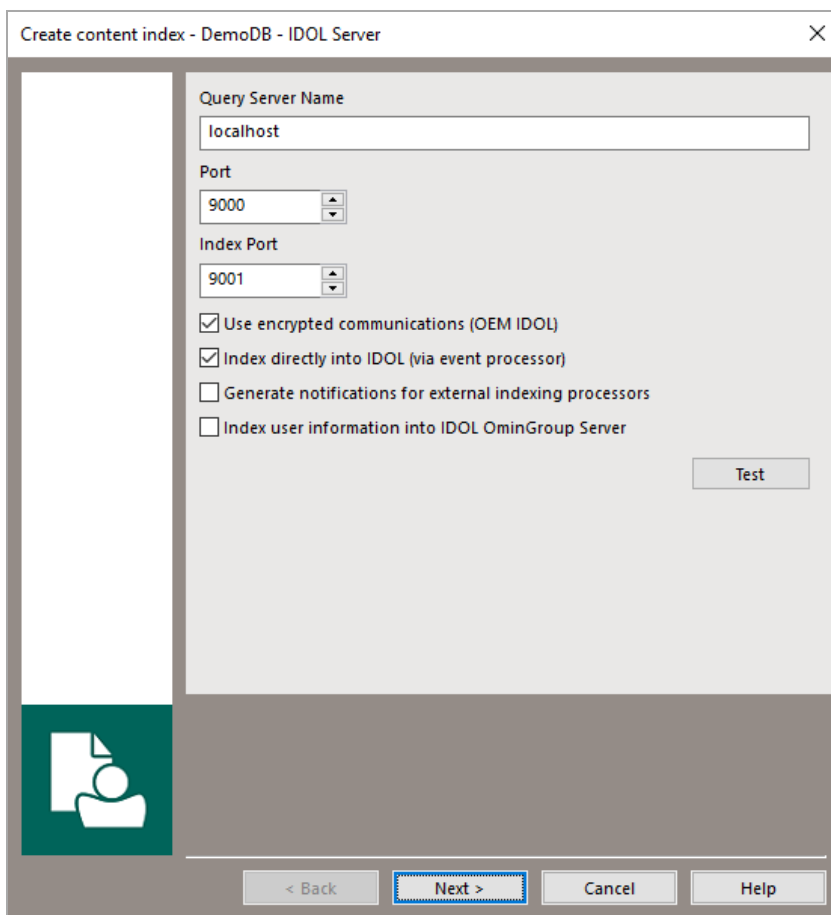 Create content index - DemoDB - IDOL Server
Query Server Name
localhost
Port
9000
Index Port
9001
Use encrypted communications (OEM IDOL)
Index directly into IDOL (via event processor)
Generate notifications for external indexing processors
Index user information into IDOL OminGroup Server
Test
< Back Next > Cancel Help